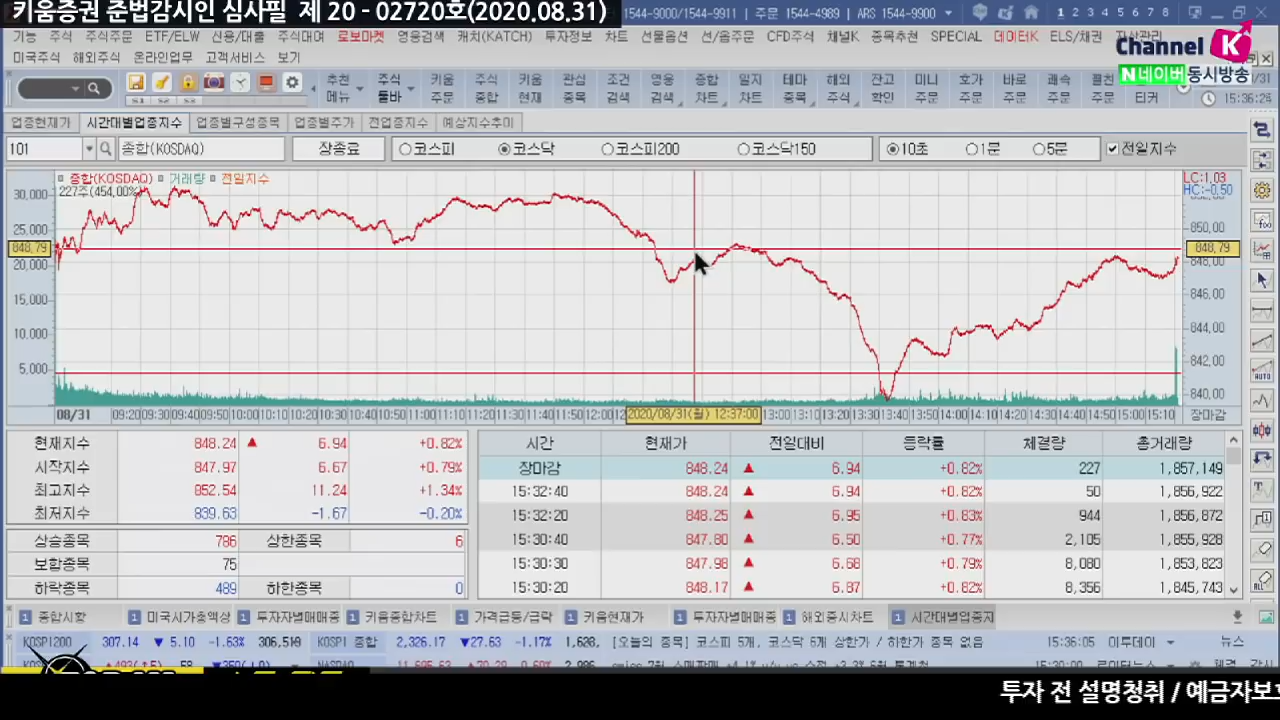 키움증권 준법감시인 심사필 제 20 - 02720호(2020.08.31)
1544-9000/1544-9911 주문 1544-4989 ARS 1544-9900
1 2 3 4 5 6 7 8
기능 주식 주식주문 ETF/ELW 신용/대출 주식대여 로보마켓 영웅검색 캐치(KATCH) 투자정보 차트 선물옵션 선/옵주문 CFD주식 채널K 종목추천 SPECIAL 데이타K ELS/채권 자산관리
미국주식 해외주식 온라인업무 고객서비스 보기
Channel K
N네이버 동시방송
S1 S2 S3
추천 주식 키움 주식 키움 관심 조건 영웅 종합 일지 테마 해외 잔고 미니 호가 바로 쾌속
메뉴 돌바 주문 종합 현재 종목 검색 검색 차트 차트 종목 주식 확인 주문 주문 주문 주문 주문 티커
15:36:26
업종현재가 시간대별업종지수 업종별구성종목 업종별주가 전업종지수 예상지수추이
101 종합(KOSDAQ) 장종료 코스피 코스닥 코스피200 코스닥150 10초 1분 5분 전일지수
종합(KOSDAQ) 거래량 전일지수
227주(454,00%)
LC:1,03
HC:-0,50
30,000
25,000
850,00
848,79
848,79
20,000
848,00
15,000
846,00
10,000
844,00
5,000
842,00
840,00
08/31 09:20 09:30 09:40 09:50 10:00 10:10 10:20 10:30 10:40 10:50 11:00 11:10 11:20 11:30 11:40 11:50 12:00 2020/08/31(월) 12:37:00 13:00 13:10 13:20 13:30 13:40 13:50 14:00 14:10 14:20 14:30 14:40 14:50 15:00 15:10 장마감
현재지수 848.24 ▲ 6.94 +0.82%
시작지수 847.97 6.67 +0.79%
최고지수 852.54 11.24 +1.34%
최저지수 839.63 -1.67 -0.20%
상승종목 786 상한종목 6
보합종목 75
하락종목 489 하한종목 0
시간 현재가 전일대비 등락률 체결량 총거래량
장마감 848.24 ▲ 6.94 +0.82% 227 1,857,149
15:32:40 848.24 ▲ 6.94 +0.82% 50 1,856,922
15:32:20 848.25 ▲ 6.95 +0.83% 944 1,856,872
15:30:40 847.80 ▲ 6.50 +0.77% 2,105 1,855,928
15:30:30 847.98 ▲ 6.68 +0.79% 8,080 1,853,823
15:30:20 848.17 ▲ 6.87 +0.82% 8,356 1,845,743
1 종합시황 1 미국시가총액상 1 투자자별매매종 1 키움종합차트 1 가격급등/급락 1 키움현재가 1 투자자별매매종 1 해외증시차트 1 시간대별업종지
KOSPI200 307.14 ▼ 5.10 -1.63% 306,510 KOSPI 종합 2,326.17 ▼27.63 -1.17% [오늘의 종목] 코스피 5개, 코스닥 6개 상한가 / 하한가 종목 없음 15:36:05 이투데이 뉴스
투자 전 설명청취 / 예금자보호